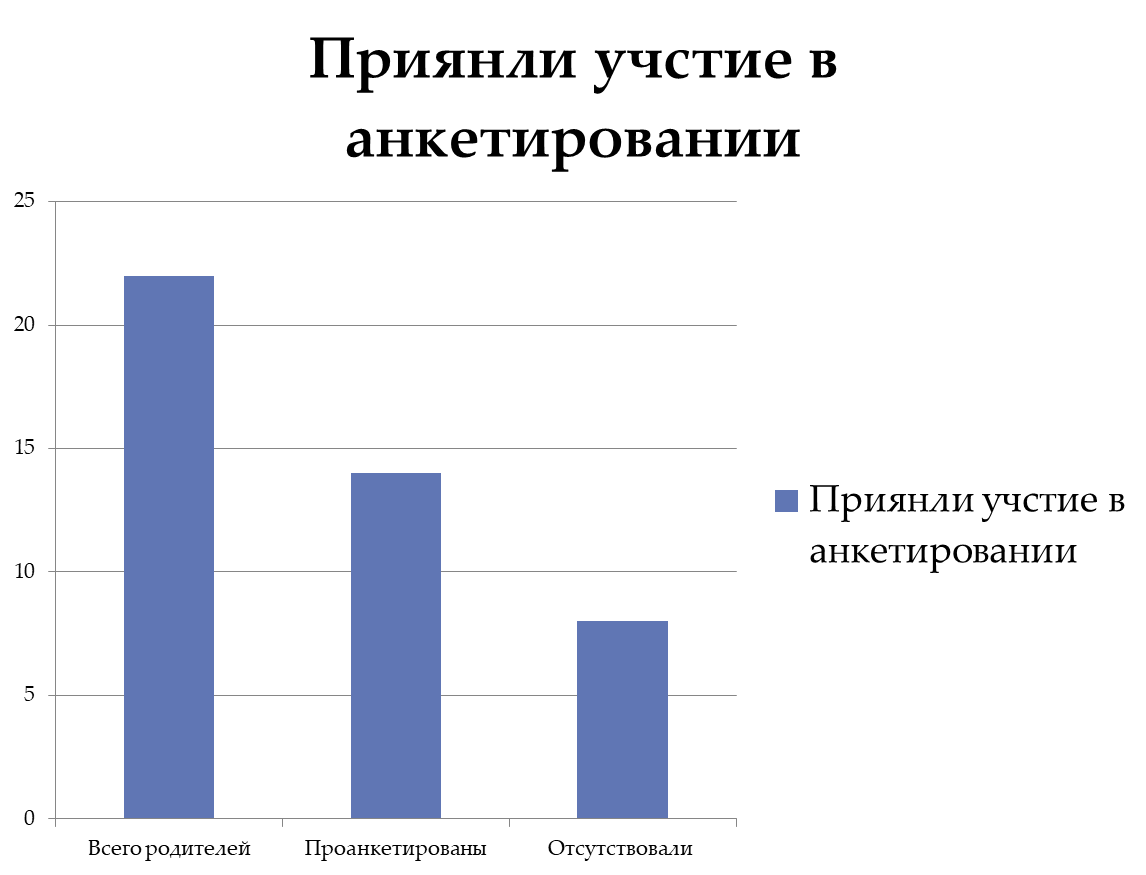 Приянли учстие в
анкетировании
25
20
15
10
5
0
Всего родителей
Проанкетированы
Отсутствовали
Приянли учстие в
анкетировании